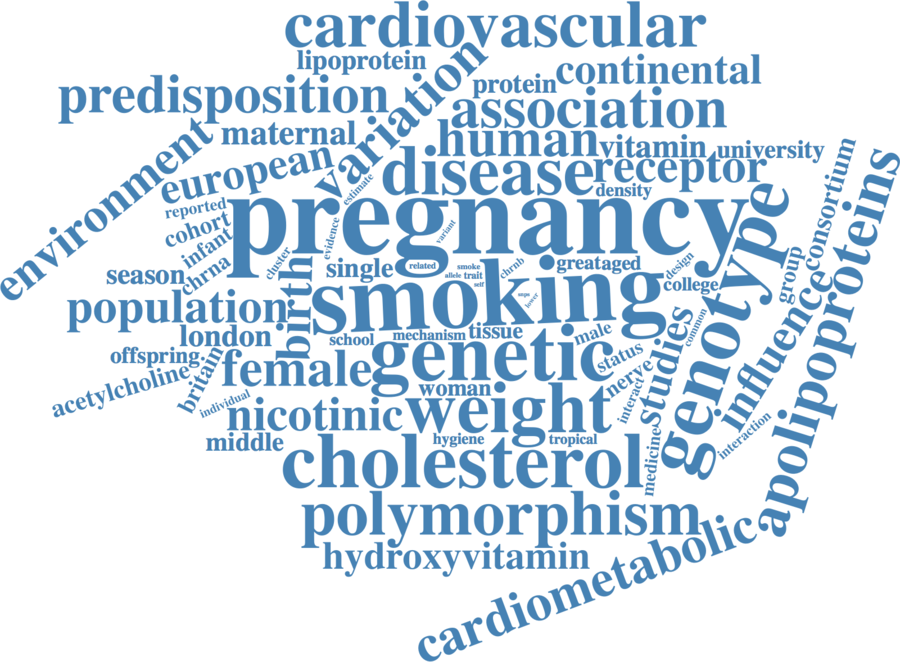 cardiovascular
lipoprotein
variation
protein
continental
predisposition
association
maternal
human
vitamin
university
environment
european
disease
receptor
density
estimate
reported
pregnancy
cohort
infant
evidence
variant
chrna
cluster
consortium
apolipoproteins
genotype
season
birth
single
related
smoke
allele
trait
self
chrnb
greataged
design
college
group
influence
population
smoking
lower
common
london
school
mechanism
tissue
male
offspring
britain
female
genetic
status
nerve
studies
acetylcholine
individual
woman
interact
nicotinic
weight
interaction
middle
hygiene
tropical
medicine
cholesterol
polymorphism
hydroxyvitamin
cardiometabolic